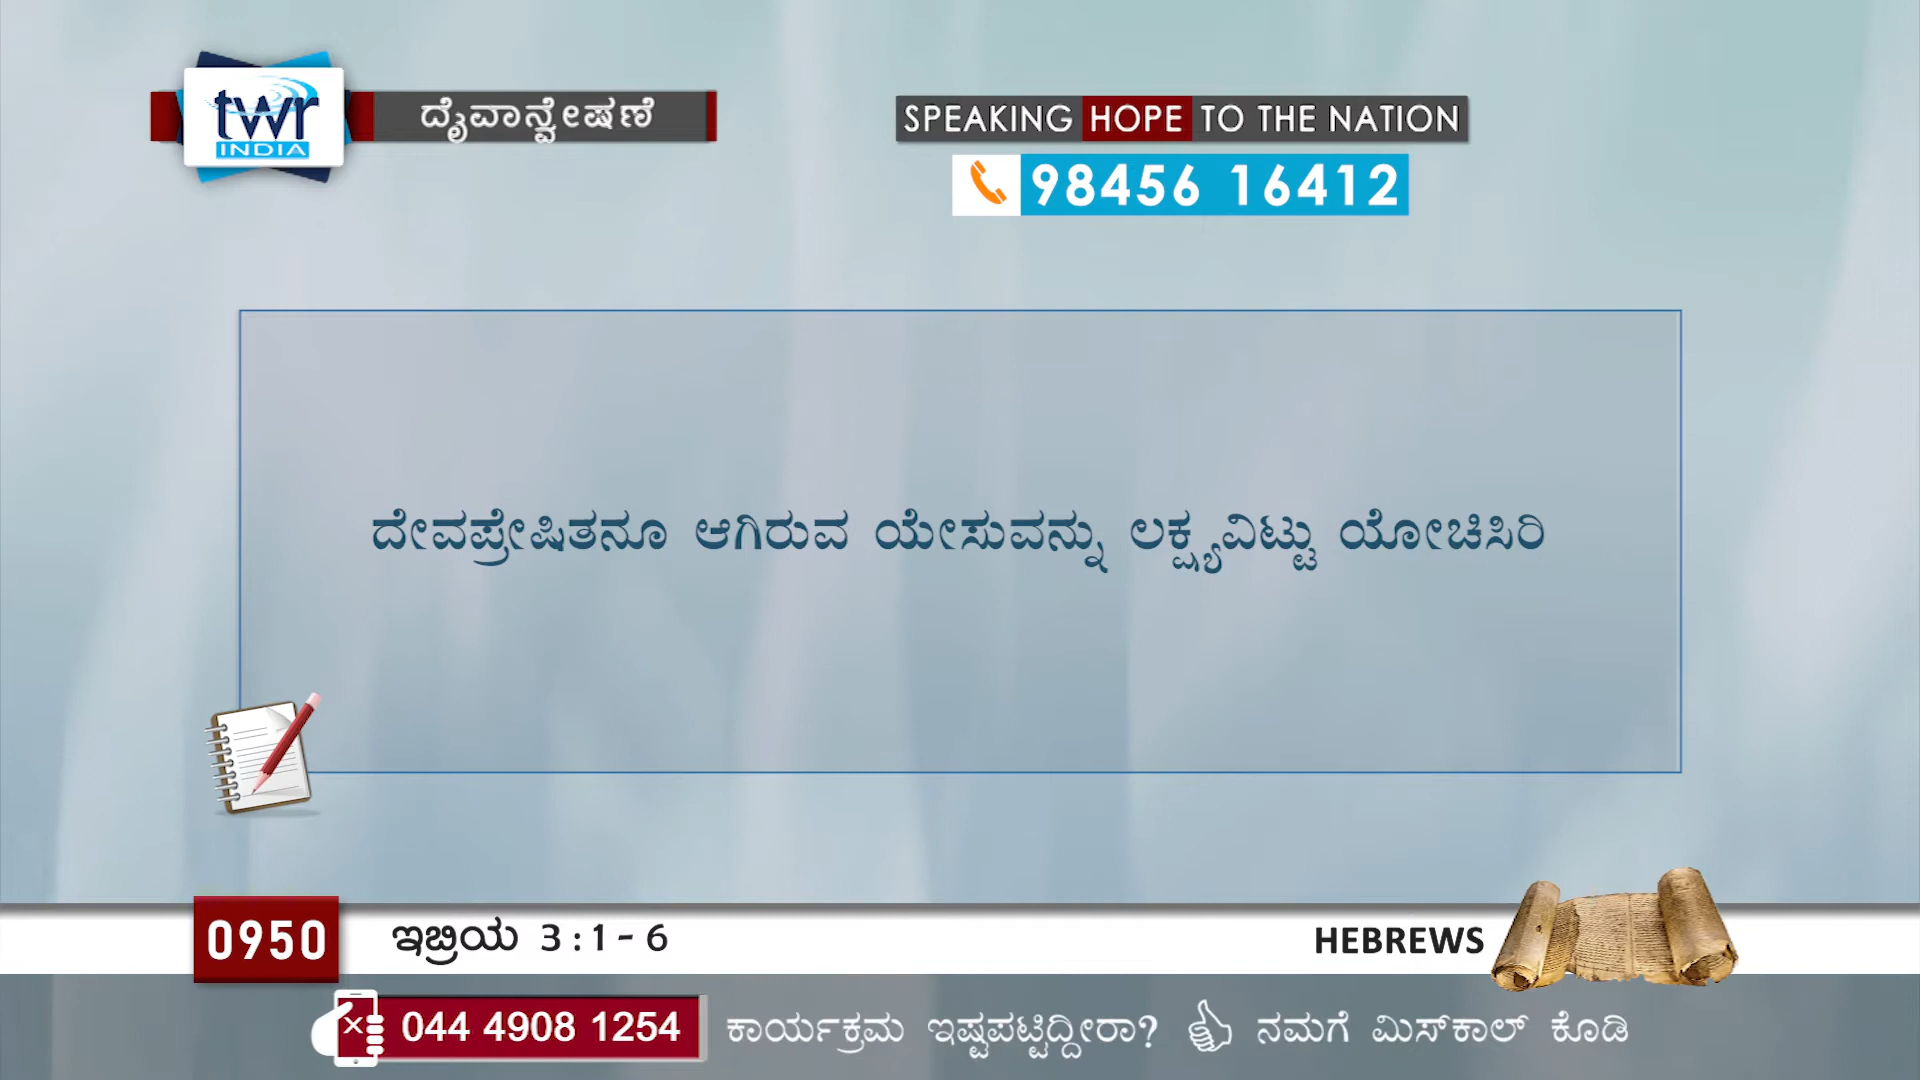 twr
INDIA
ದೈವಾನ್ವೇಷಣೆ
SPEAKING HOPE TO THE NATION
98456 16412
ದೇವಪ್ರೇಷಿತನೂ ಆಗಿರುವ ಯೇಸುವನ್ನು ಲಕ್ಷ್ಯವಿಟ್ಟು ಯೋಚಿಸಿರಿ
0950
ಇಬ್ರಿಯ 3:1-6
HEBREWS
044 4908 1254
ಕಾರ್ಯಕ್ರಮ ಇಷ್ಟಪಟ್ಟಿದ್ದೀರಾ? ನಮಗೆ ಮಿಸ್‌ಕಾಲ್ ಕೊಡಿ